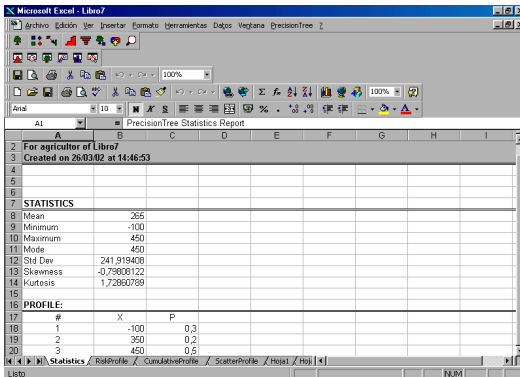 Microsoft Excel - Libro7
Archivo Edición Ver Insertar Formato Herramientas Datos Ventana PrecisionTree ?
100%
Σ 100%
Arial 10 N K S % .
A1 = PrecisionTree Statistics Report
A B C D E F G H I
2 For agricultor of Libro7
3 Created on 26/03/02 at 14:46:53
4
5
6
7 STATISTICS
8 Mean 265
9 Minimum -100
10 Maximum 450
11 Mode 450
12 Std Dev 241,919408
13 Skewness -0,79808122
14 Kurtosis 1,72860789
15
16 PROFILE:
17 # X P
18 1 -100 0,3
19 2 350 0,2
20 3 450 0,5
Statistics RiskProfile CumulativeProfile ScatterProfile Hoja1 Hoj
Listo NUM